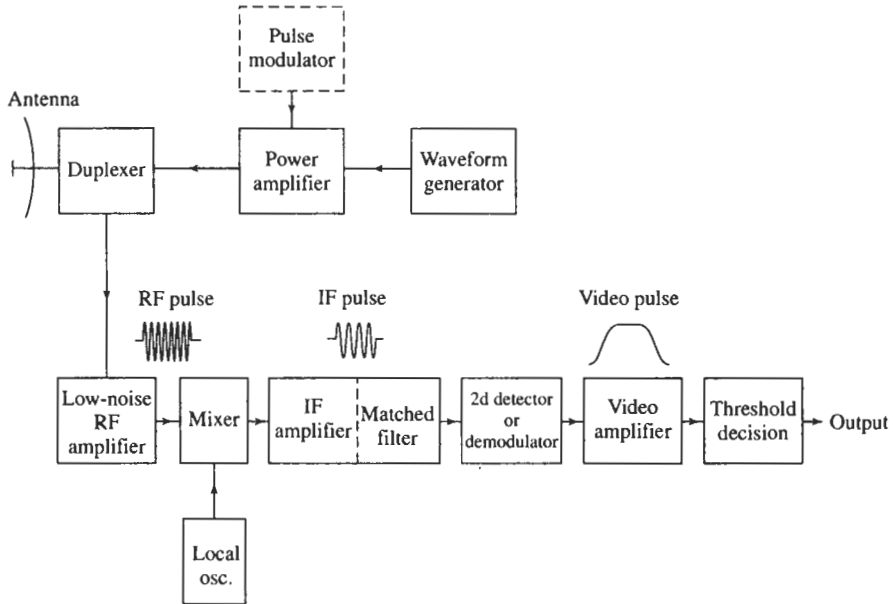 Pulse
modulator
Antenna
Duplexer
Power
amplifier
Waveform
generator
RF pulse
IF pulse
Video pulse
Low-noise
RF
amplifier
Mixer
IF
amplifier
Matched
filter
2d detector
or
demodulator
Video
amplifier
Threshold
decision
Output
Local
osc.